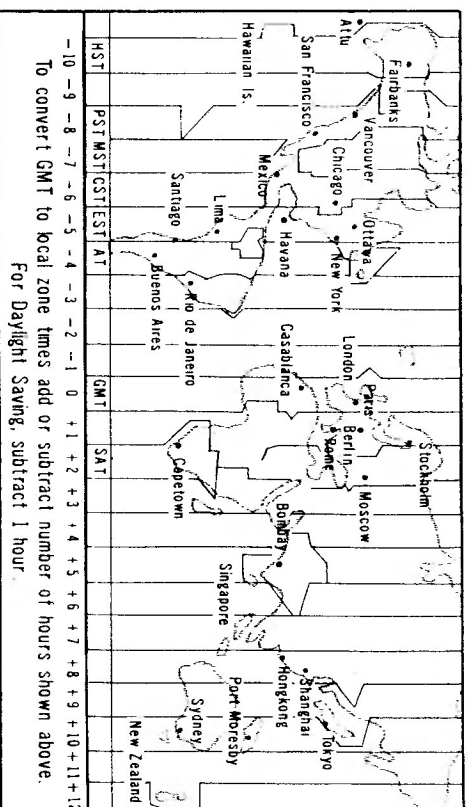 Attu
Fairbanks
Hawaiian Is.
San Francisco
Vancouver
Chicago
Ottawa
New York
Mexico
Havana
Lima
Santiago
Rio de Janeiro
Buenos Aires
London
Paris
Berlin
Stockholm
Casablanca
Rome
Moscow
Capetown
Bombay
Singapore
Hongkong
Shanghai
Tokyo
Port Moresby
Sydney
New Zealand
HST PST MST CST EST AT GMT SAT
-10 -9 -8 -7 -6 -5 -4 -3 -2 -1 0 +1 +2 +3 +4 +5 +6 +7 +8 +9 +10 +11 +12
To convert GMT to local zone times add or subtract number of hours shown above.
For Daylight Saving, subtract 1 hour.